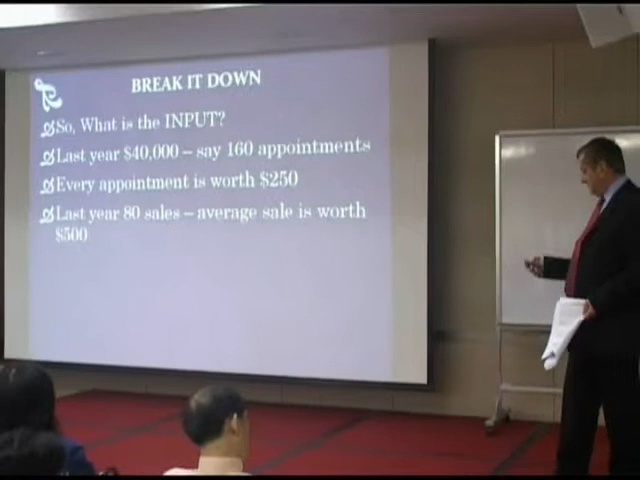 BREAK IT DOWN
So, What is the INPUT?
Last year $40,000 – say 160 appointments
Every appointment is worth $250
Last year 80 sales – average sale is worth
$500